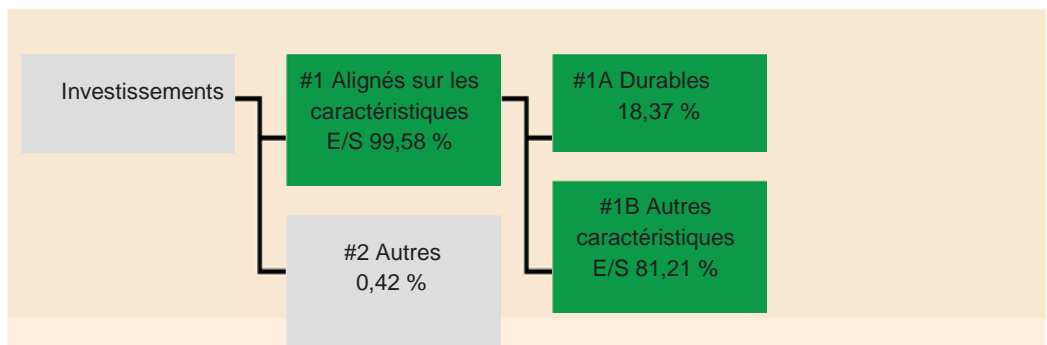 Investissements
#1 Alignés sur les
caractéristiques
E/S 99,58 %
#2 Autres
0,42 %
#1A Durables
18,37 %
#1B Autres
caractéristiques
E/S 81,21 %